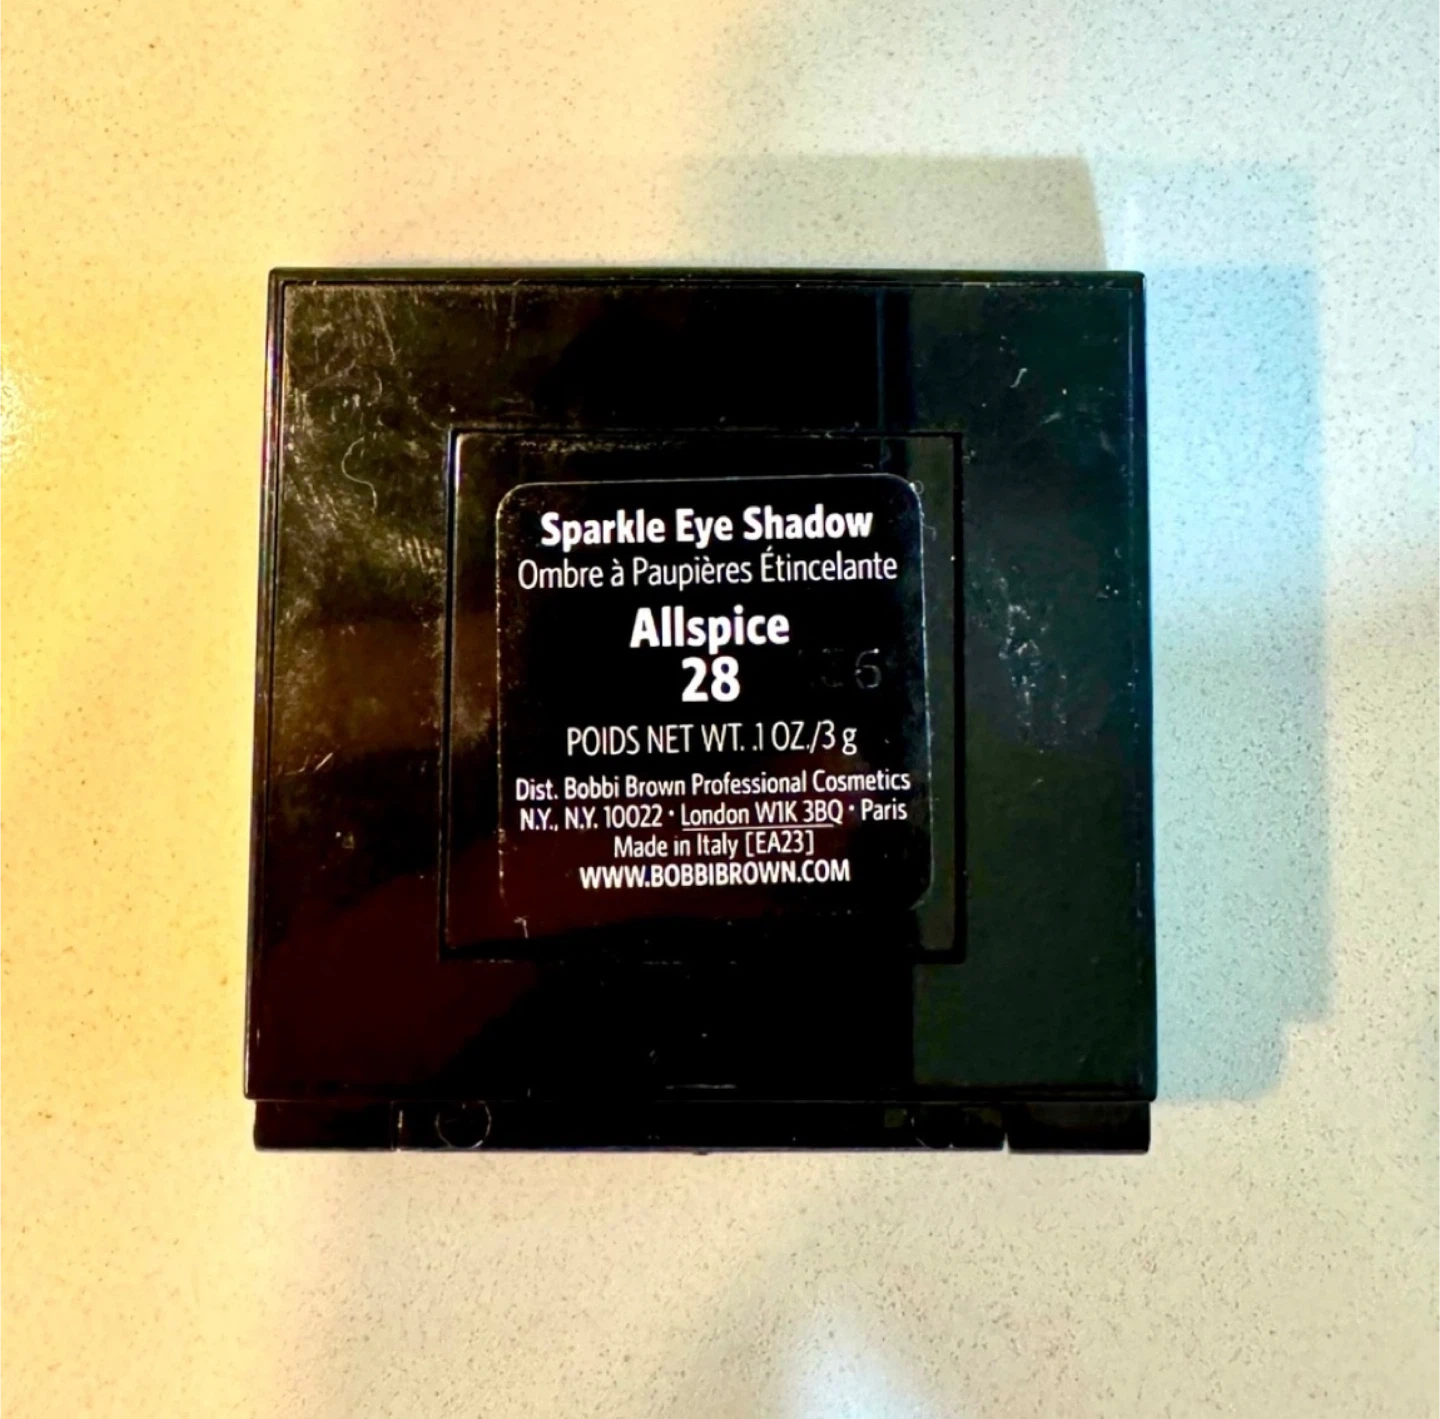 Sparkle Eye Shadow
Ombre à Paupières Étincelante
Allspice
28
POIDS NET WT. .1 OZ./3 g
Dist. Bobbi Brown Professional Cosmetics
N.Y., N.Y. 10022 · London W1K 3BQ · Paris
Made in Italy [EA23]
WWW.BOBBIBROWN.COM